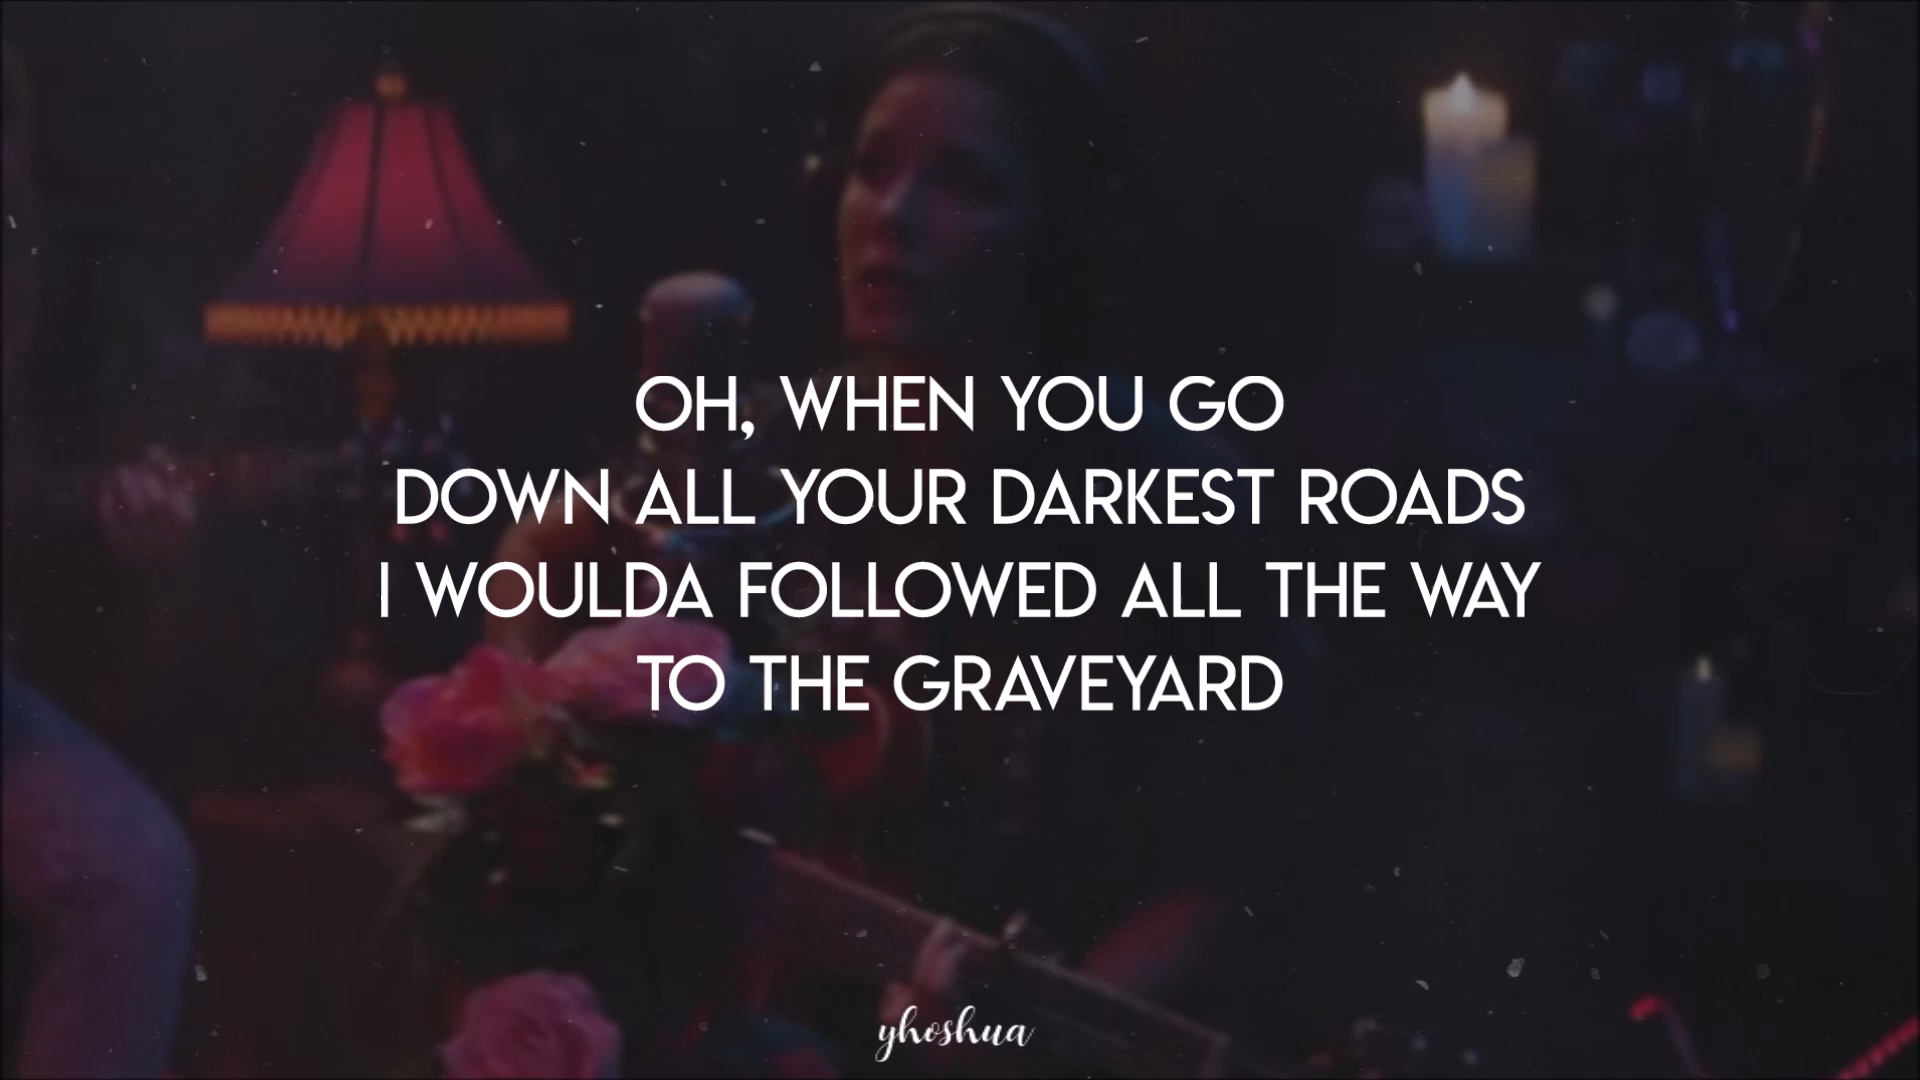 OH, WHEN YOU GO
DOWN ALL YOUR DARKEST ROADS
I WOULDA FOLLOWED ALL THE WAY
TO THE GRAVEYARD
yhoshua